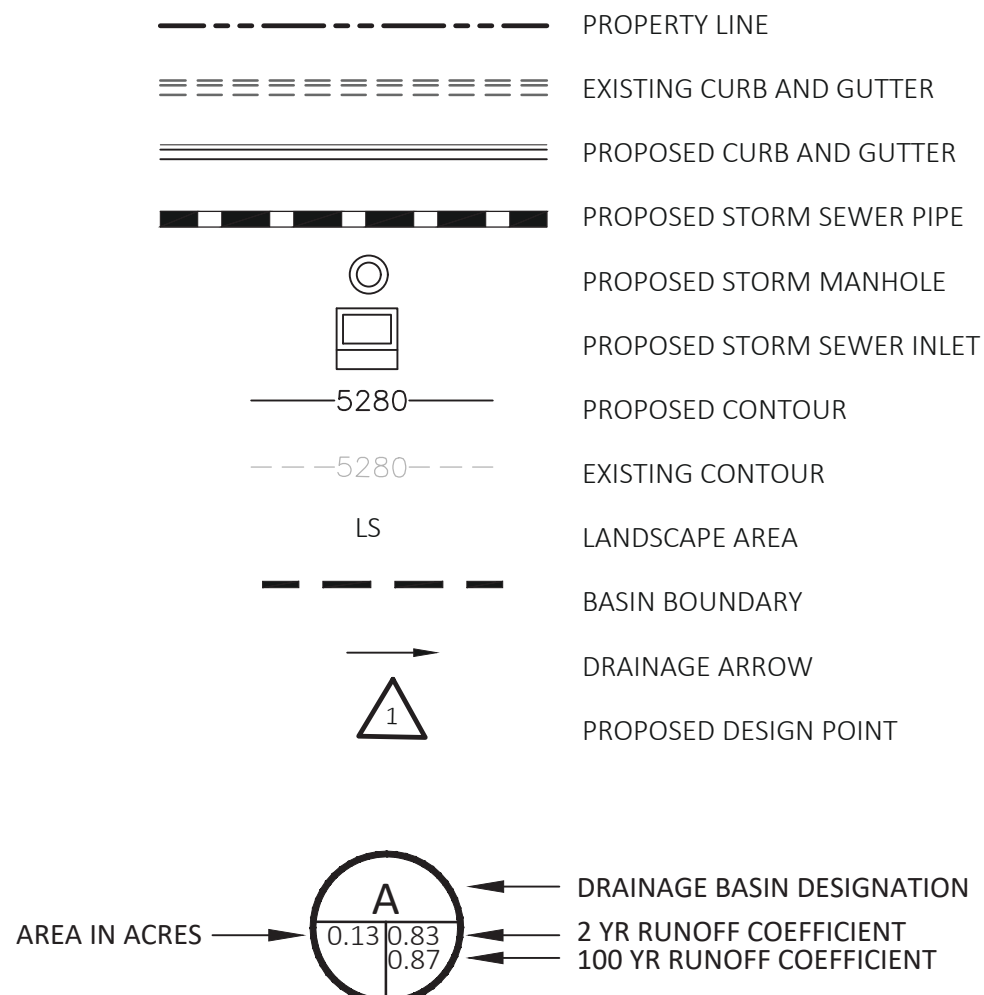 PROPERTY LINE
EXISTING CURB AND GUTTER
PROPOSED CURB AND GUTTER
PROPOSED STORM SEWER PIPE
PROPOSED STORM MANHOLE
PROPOSED STORM SEWER INLET
5280 PROPOSED CONTOUR
5280 EXISTING CONTOUR
LS LANDSCAPE AREA
BASIN BOUNDARY
DRAINAGE ARROW
1 PROPOSED DESIGN POINT
A DRAINAGE BASIN DESIGNATION
AREA IN ACRES 0.13 0.83 2 YR RUNOFF COEFFICIENT
0.87 100 YR RUNOFF COEFFICIENT